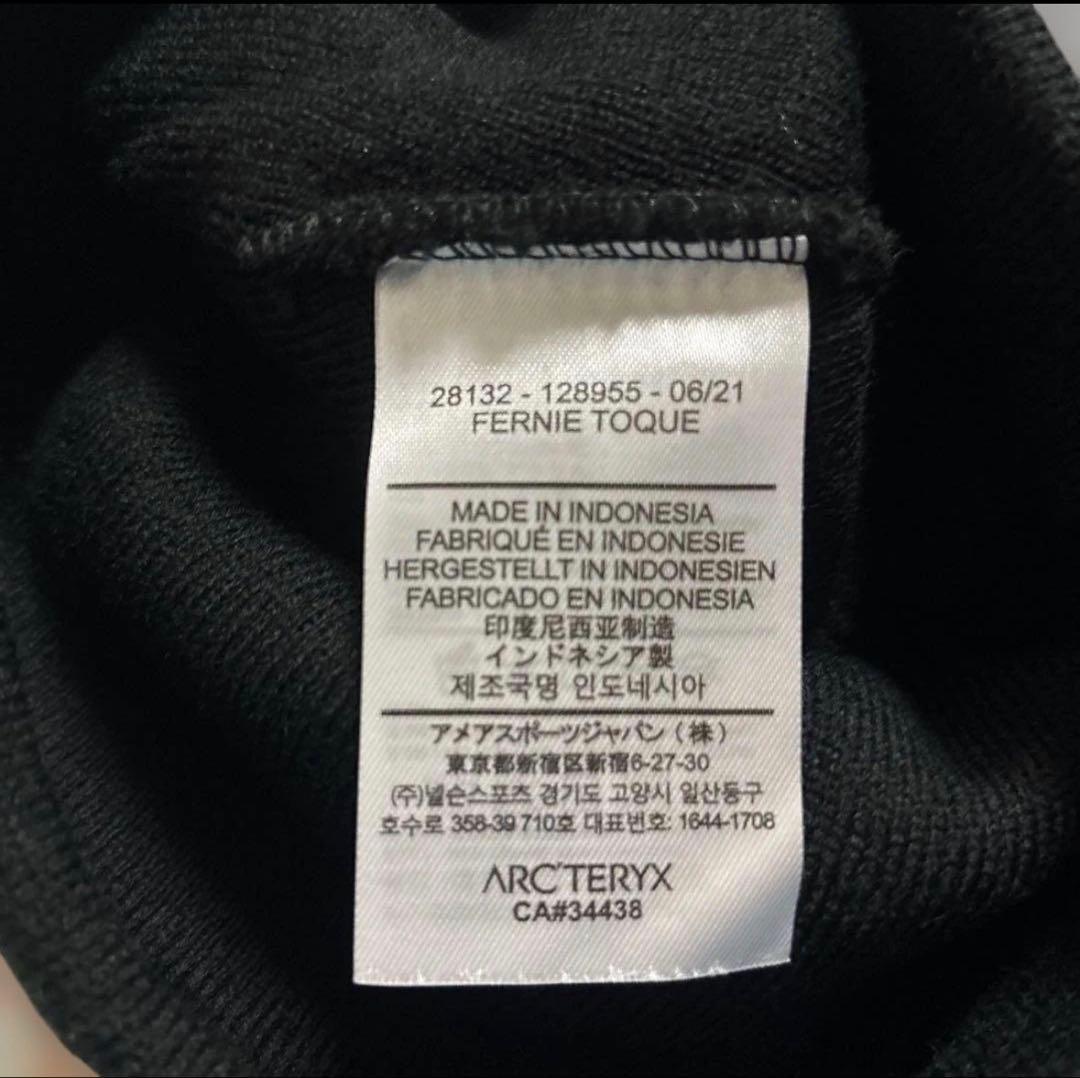 28132 - 128955 - 06/21
FERNIE TOQUE
MADE IN INDONESIA
FABRIQUÉ EN INDONESIE
HERGESTELLT IN INDONESIEN
FABRICADO EN INDONESIA
印度尼西亚制造
インドネシア製
제조국명 인도네시아
アメアスポーツジャパン(株)
東京都新宿区新宿6-27-30
(주)넬슨스포츠 경기도 고양시 일산동구
호수로 358-39 710호 대표번호: 1644-1708
ARC'TERYX
CA#34438